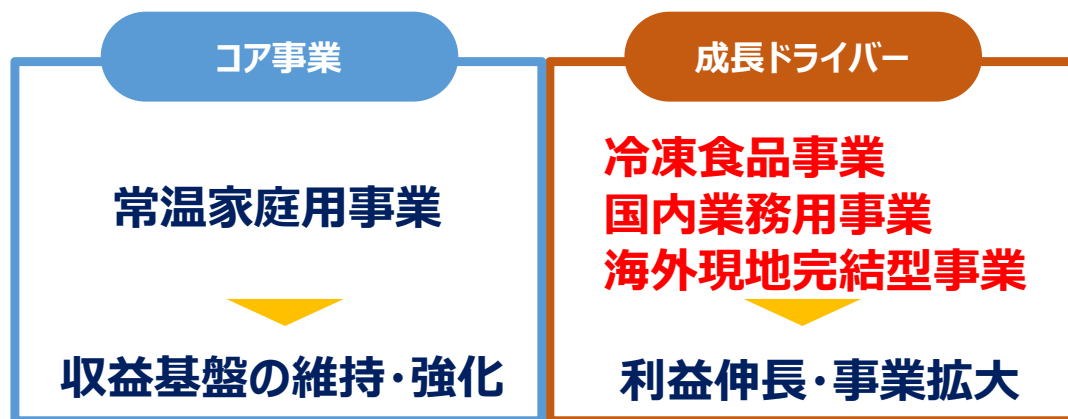 コア事業
常温家庭用事業
収益基盤の維持･強化
成長ドライバー
冷凍食品事業
国内業務用事業
海外現地完結型事業
利益伸長･事業拡大